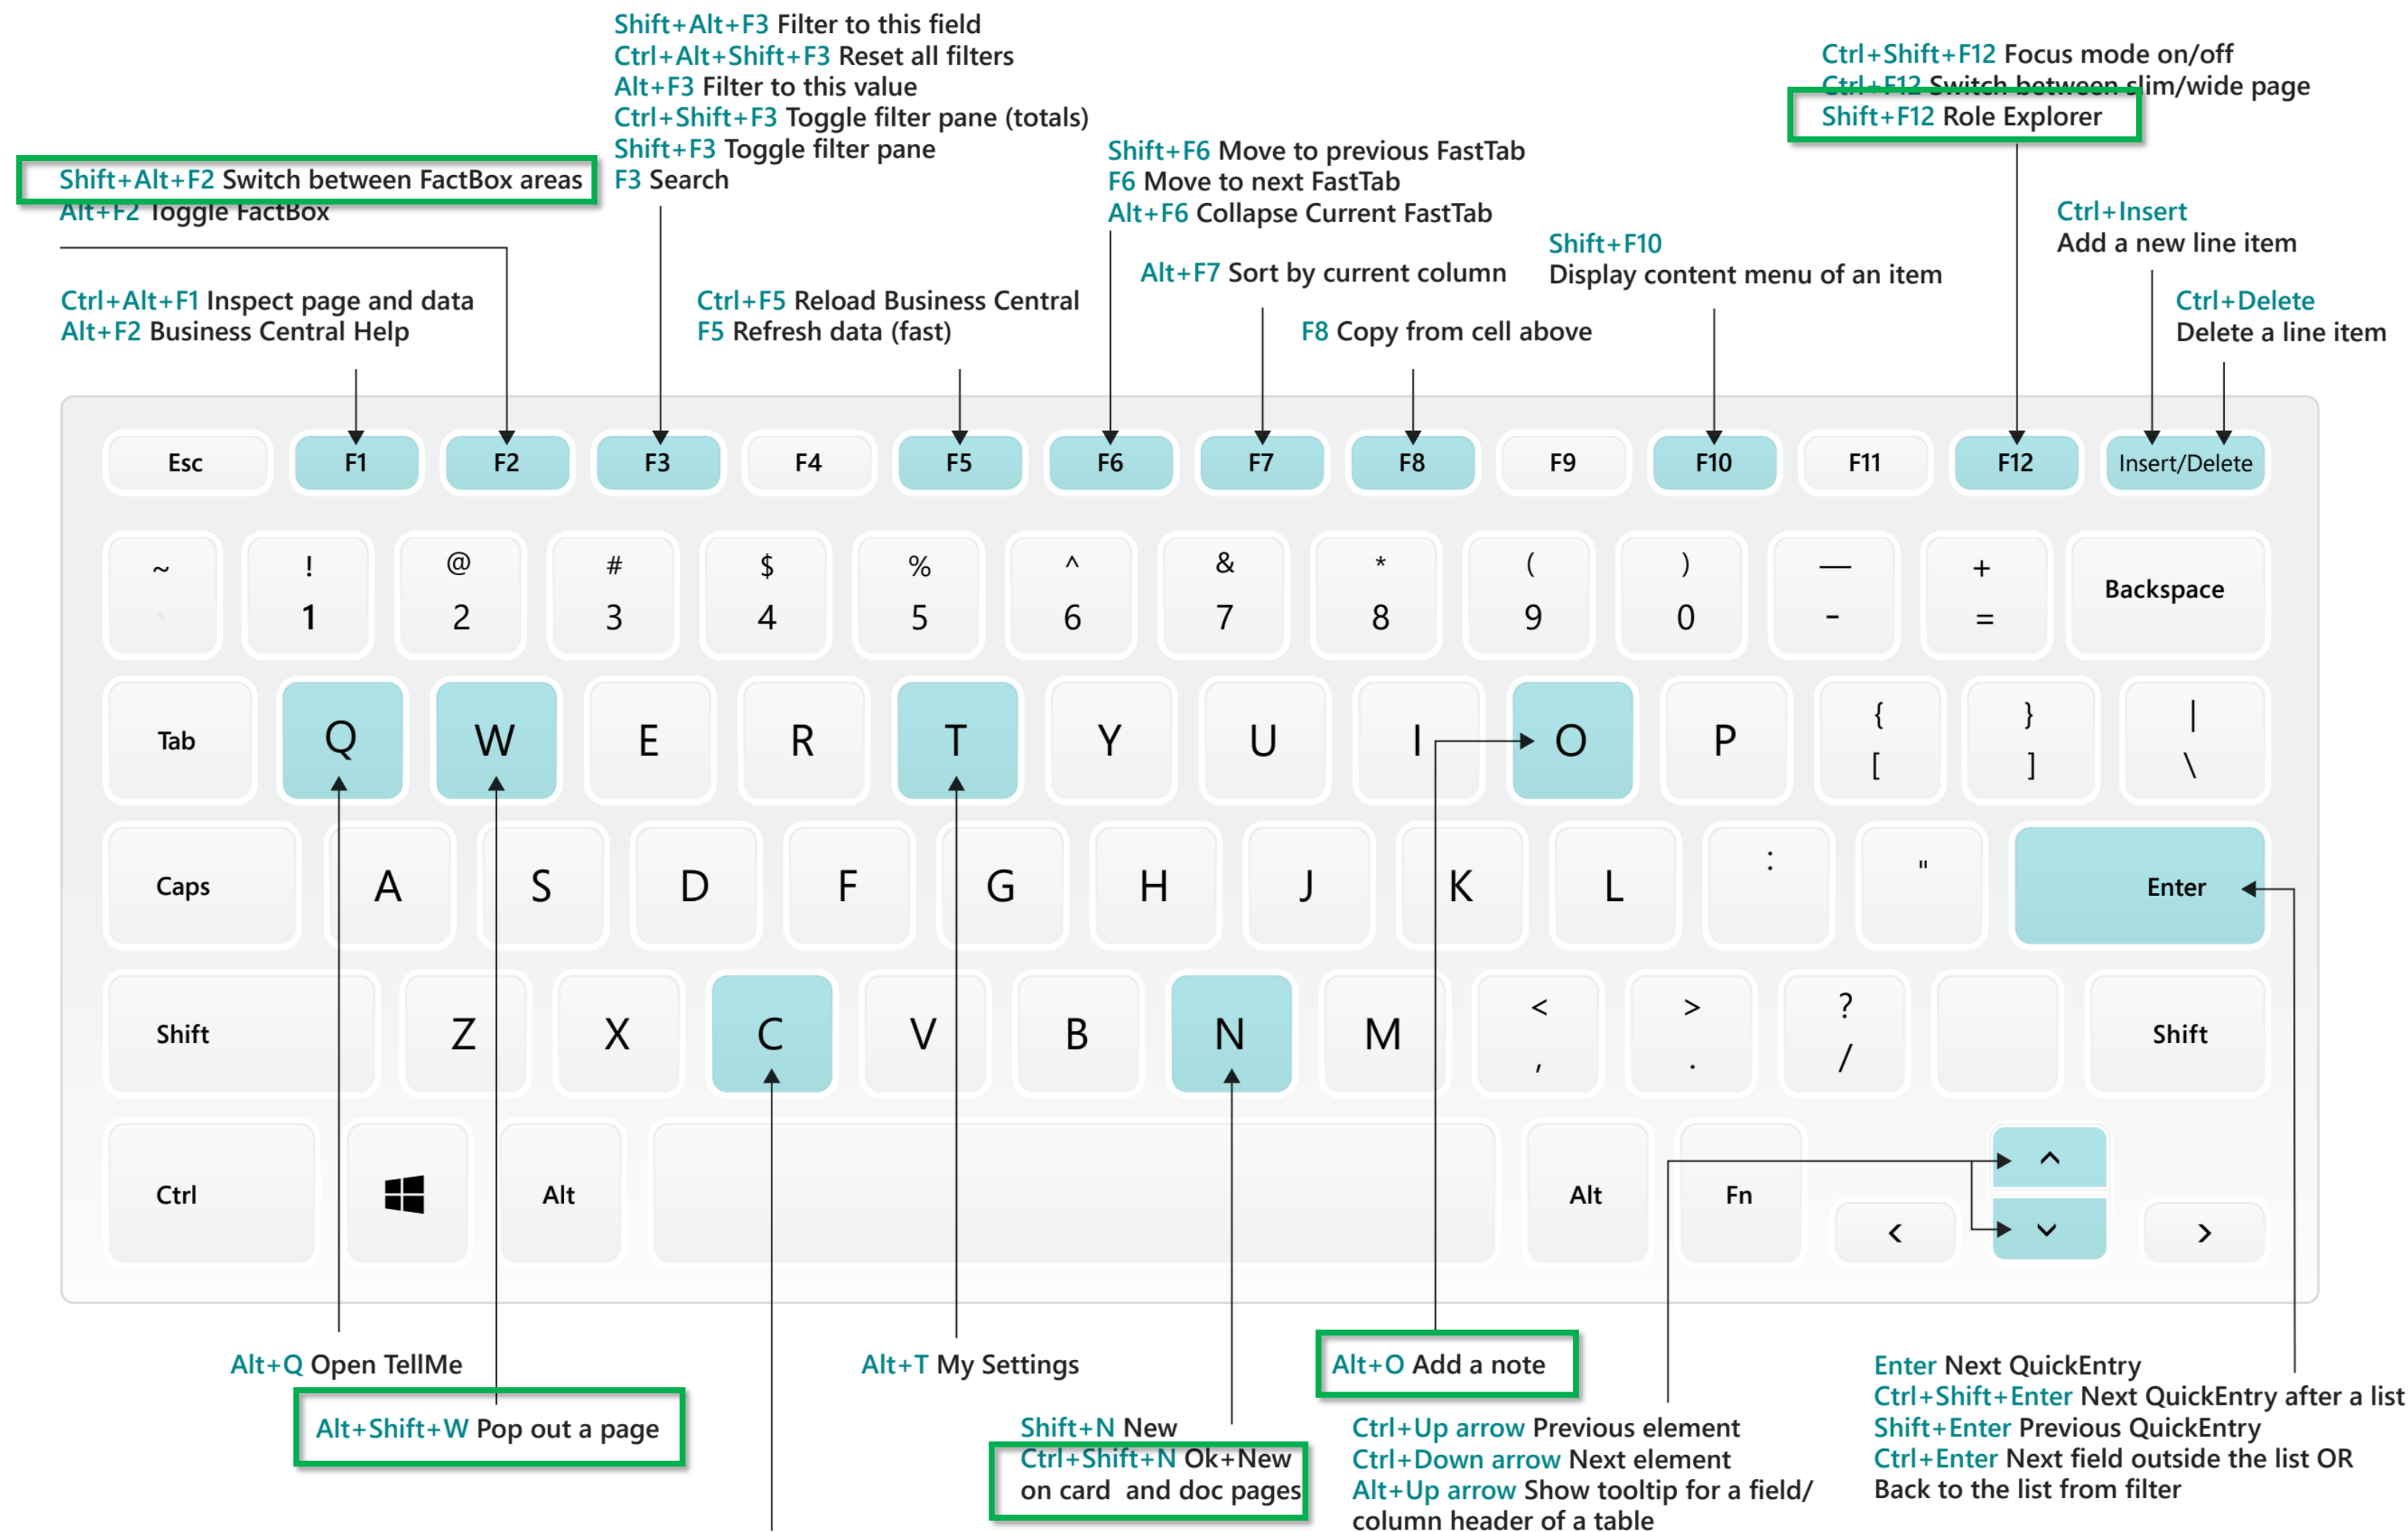 Shift+Alt+F3 Filter to this field
Ctrl+Alt+Shift+F3 Reset all filters
Alt+F3 Filter to this value
Ctrl+Shift+F3 Toggle filter pane (totals)
Shift+F3 Toggle filter pane
F3 Search
Ctrl+Shift+F12 Focus mode on/off
Ctrl+F12 Switch between slim/wide page
Shift+F12 Role Explorer
Shift+Alt+F2 Switch between FactBox areas
Alt+F2 Toggle FactBox
Shift+F6 Move to previous FastTab
F6 Move to next FastTab
Alt+F6 Collapse Current FastTab
Ctrl+Insert
Add a new line item
Shift+F10
Display content menu of an item
Alt+F7 Sort by current column
Ctrl+Alt+F1 Inspect page and data
Alt+F2 Business Central Help
Ctrl+F5 Reload Business Central
F5 Refresh data (fast)
F8 Copy from cell above
Ctrl+Delete
Delete a line item
Esc F1 F2 F3 F4 F5 F6 F7 F8 F9 F10 F11 F12 Insert/Delete
~ ! @ # $ % ^ & * ( ) — +
` 1 2 3 4 5 6 7 8 9 0 - = Backspace
Tab Q W E R T Y U I O P { } |
[ ] \
Caps A S D F G H J K L : " Enter
Shift Z X C V B N M < > ? Shift
, . /
Ctrl Alt Alt Fn ^
< ⌄ >
Alt+Q Open TellMe
Alt+T My Settings
Alt+O Add a note
Alt+Shift+W Pop out a page
Shift+N New
Ctrl+Shift+N Ok+New
on card and doc pages
Ctrl+Up arrow Previous element
Ctrl+Down arrow Next element
Alt+Up arrow Show tooltip for a field/
column header of a table
Enter Next QuickEntry
Ctrl+Shift+Enter Next QuickEntry after a list
Shift+Enter Previous QuickEntry
Ctrl+Enter Next field outside the list OR
Back to the list from filter